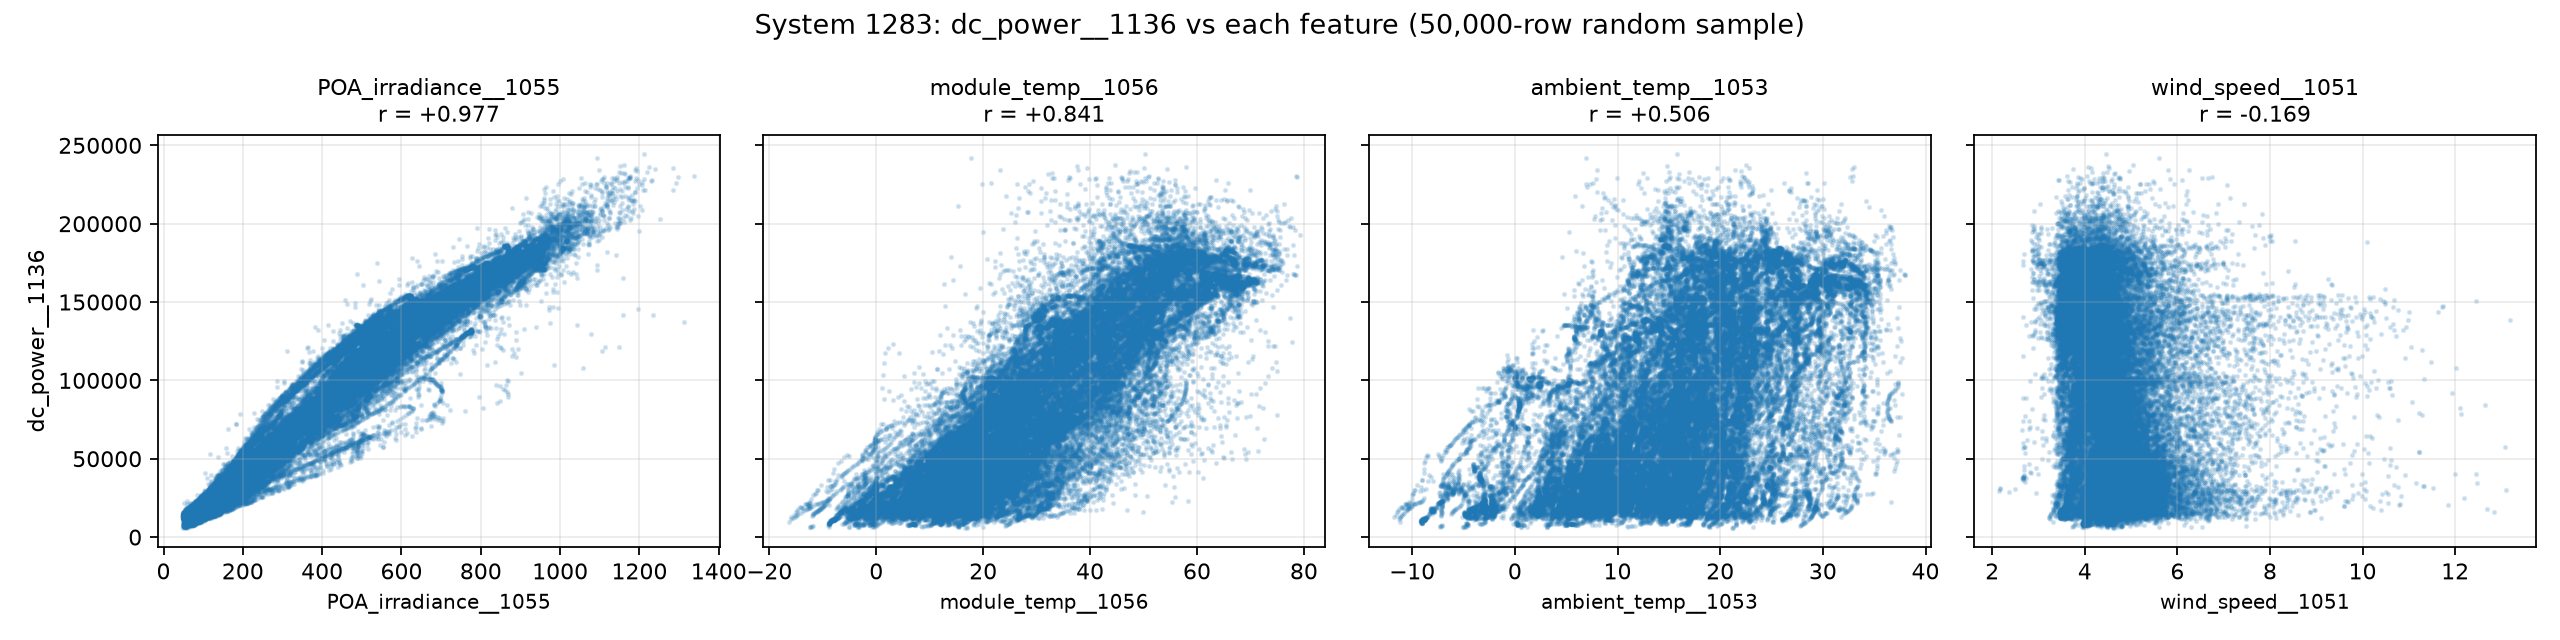 System 1283: dc_power__1136 vs each feature (50,000-row random sample)
POA_irradiance__1055
r = +0.977
module_temp__1056
r = +0.841
ambient_temp__1053
r = +0.506
wind_speed__1051
r = -0.169
dc_power__1136
250000
200000
150000
100000
50000
0
0 200 400 600 800 1000 1200 1400
POA_irradiance__1055
−20 0 20 40 60 80
module_temp__1056
−10 0 10 20 30 40
ambient_temp__1053
2 4 6 8 10 12
wind_speed__1051